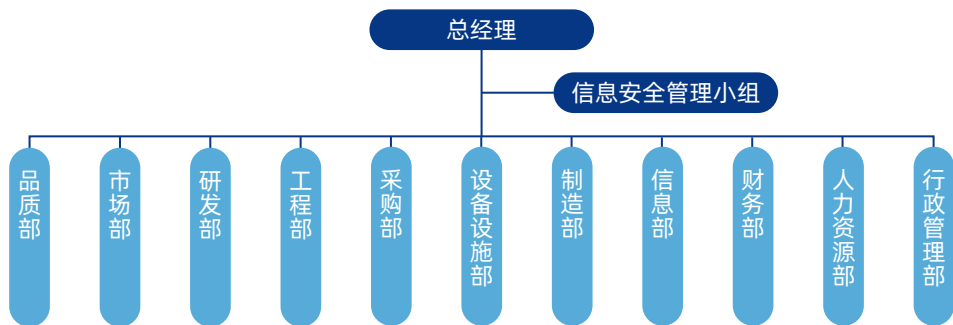 总经理
信息安全管理小组
品质部
市场部
研发部
工程部
采购部
设备设施部
制造部
信息部
财务部
人力资源部
行政管理部